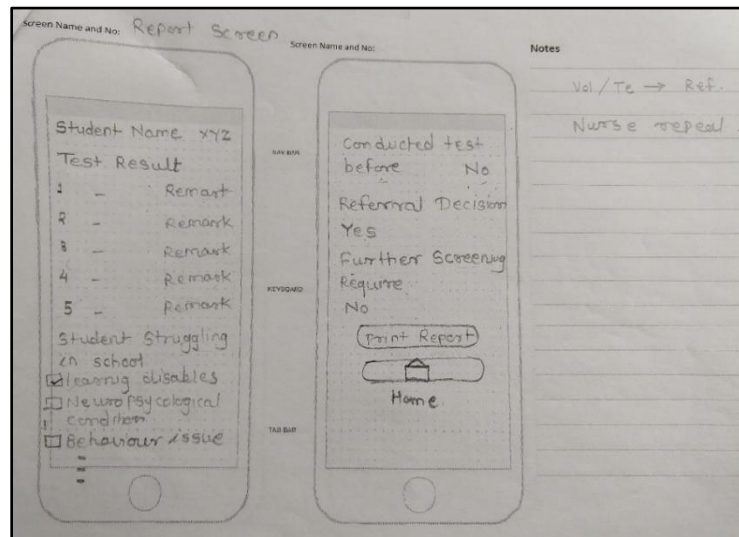 Screen Name and No: Report Screen
Student Name xyz
Test Result
1 - Remark
2 - Remark
3 - Remark
4 - Remark
5 - Remark
Student Struggling
in school
learnig disables
Neuropsycological
condition
Behaviour issue
NAV BAR
KEYBOARD
TAB BAR
Screen Name and No:
Conducted test
before No
Referral Decision
Yes
Further Screening
Require
No
Print Report
Home
Notes
Vol/Te → Ref.
Nurse repeal